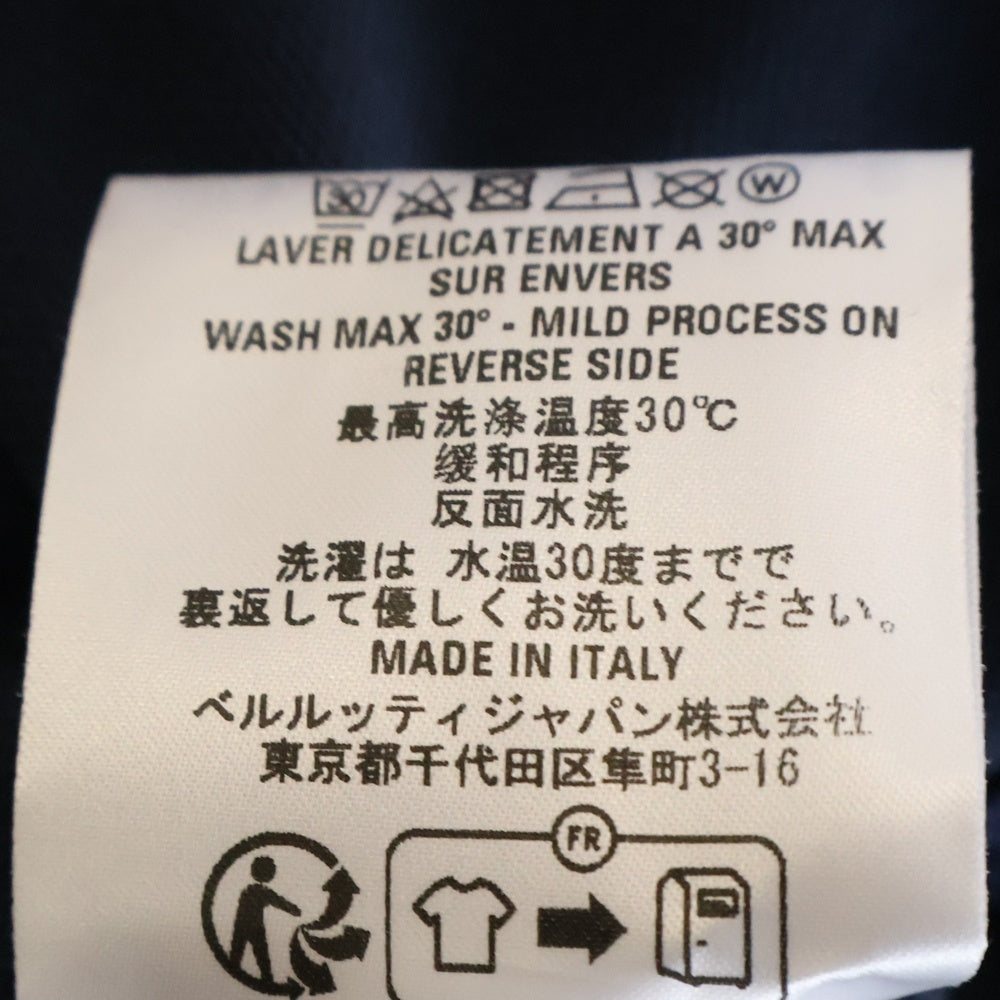 30 W
LAVER DELICATEMENT A 30° MAX
SUR ENVERS
WASH MAX 30° - MILD PROCESS ON
REVERSE SIDE
最高洗涤温度30℃
缓和程序
反面水洗
洗濯は 水温30度までで
裏返して優しくお洗いください。
MADE IN ITALY
ベルルッティジャパン株式会社
東京都千代田区隼町3-16
FR